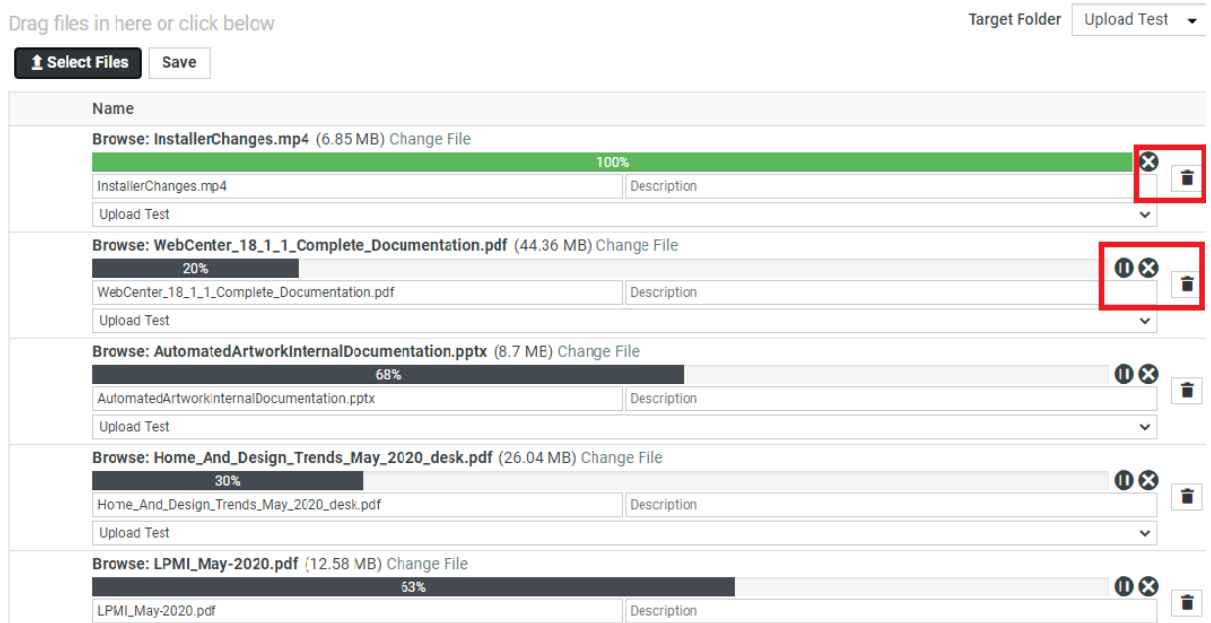 Drag files in here or click below
Target Folder Upload Test
Select Files Save
Name
Browse: InstallerChanges.mp4 (6.85 MB) Change File
100%
InstallerChanges.mp4 Description
Upload Test
Browse: WebCenter_18_1_1_Complete_Documentation.pdf (44.36 MB) Change File
20%
WebCenter_18_1_1_Complete_Documentation.pdf Description
Upload Test
Browse: AutomatedArtworkInternalDocumentation.pptx (8.7 MB) Change File
68%
AutomatedArtworkInternalDocumentation.pptx Description
Upload Test
Browse: Home_And_Design_Trends_May_2020_desk.pdf (26.04 MB) Change File
30%
Home_And_Design_Trends_May_2020_desk.pdf Description
Upload Test
Browse: LPMI_May-2020.pdf (12.58 MB) Change File
63%
LPMI_May-2020.pdf Description